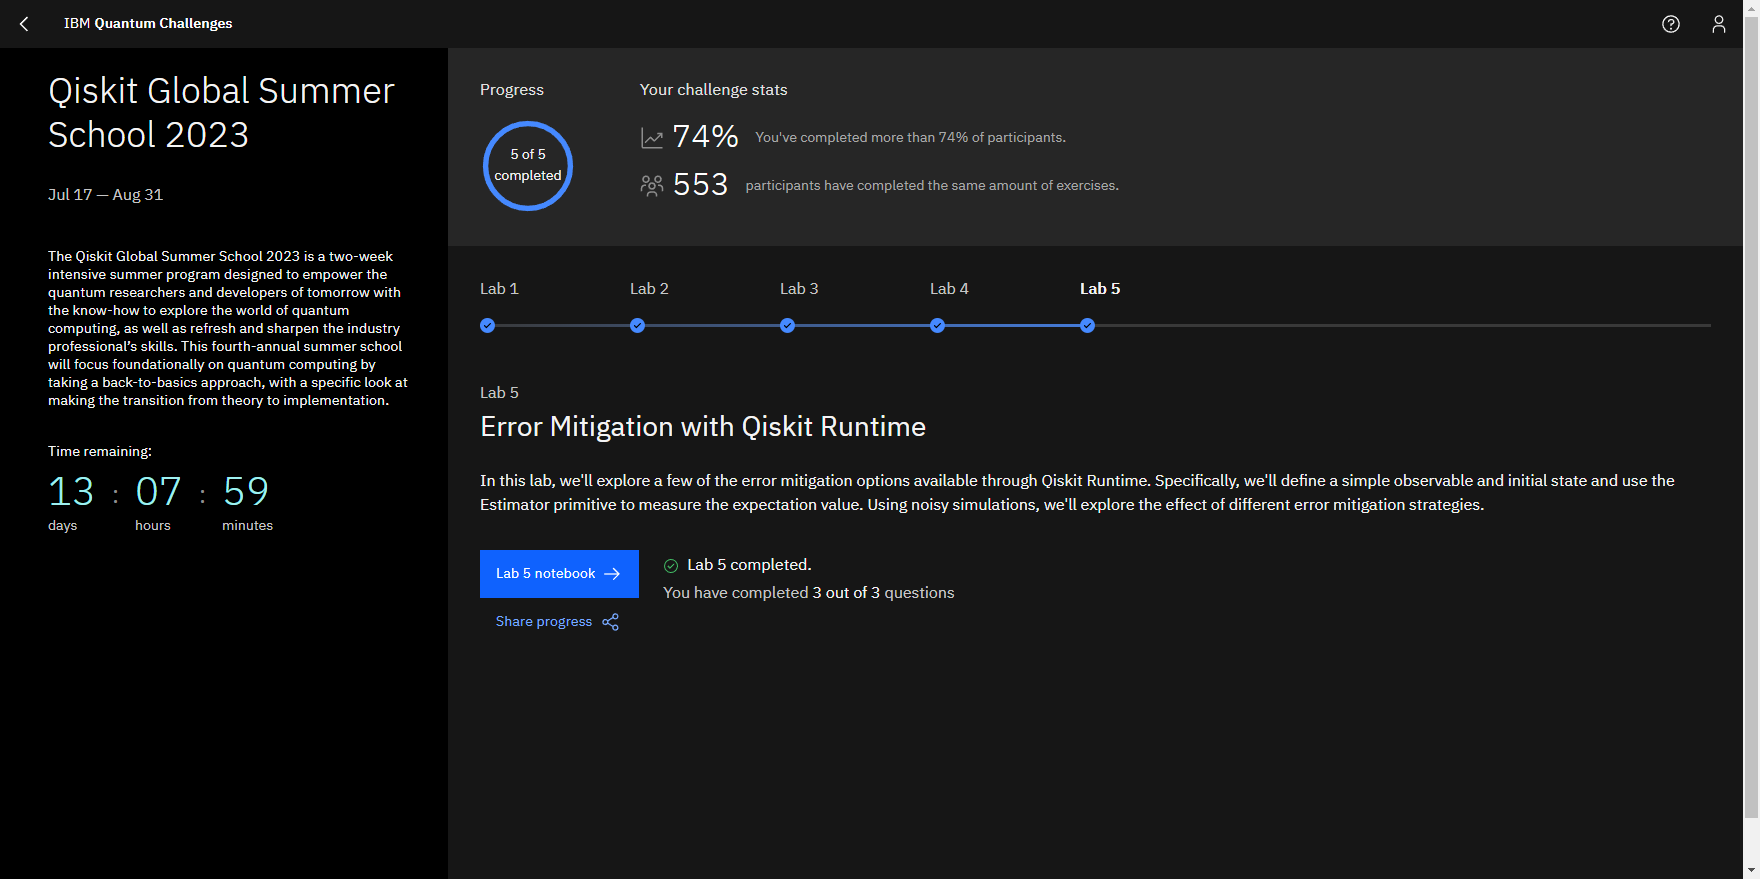 IBM Quantum Challenges
Qiskit Global Summer
School 2023
Jul 17 — Aug 31
The Qiskit Global Summer School 2023 is a two-week
intensive summer program designed to empower the
quantum researchers and developers of tomorrow with
the know-how to explore the world of quantum
computing, as well as refresh and sharpen the industry
professional’s skills. This fourth-annual summer school
will focus foundationally on quantum computing by
taking a back-to-basics approach, with a specific look at
making the transition from theory to implementation.
Time remaining:
13 : 07 : 59
days hours minutes
Progress
5 of 5
completed
Your challenge stats
74% You've completed more than 74% of participants.
553 participants have completed the same amount of exercises.
Lab 1 Lab 2 Lab 3 Lab 4 Lab 5
Lab 5
Error Mitigation with Qiskit Runtime
In this lab, we'll explore a few of the error mitigation options available through Qiskit Runtime. Specifically, we'll define a simple observable and initial state and use the
Estimator primitive to measure the expectation value. Using noisy simulations, we'll explore the effect of different error mitigation strategies.
Lab 5 notebook
Share progress
Lab 5 completed.
You have completed 3 out of 3 questions